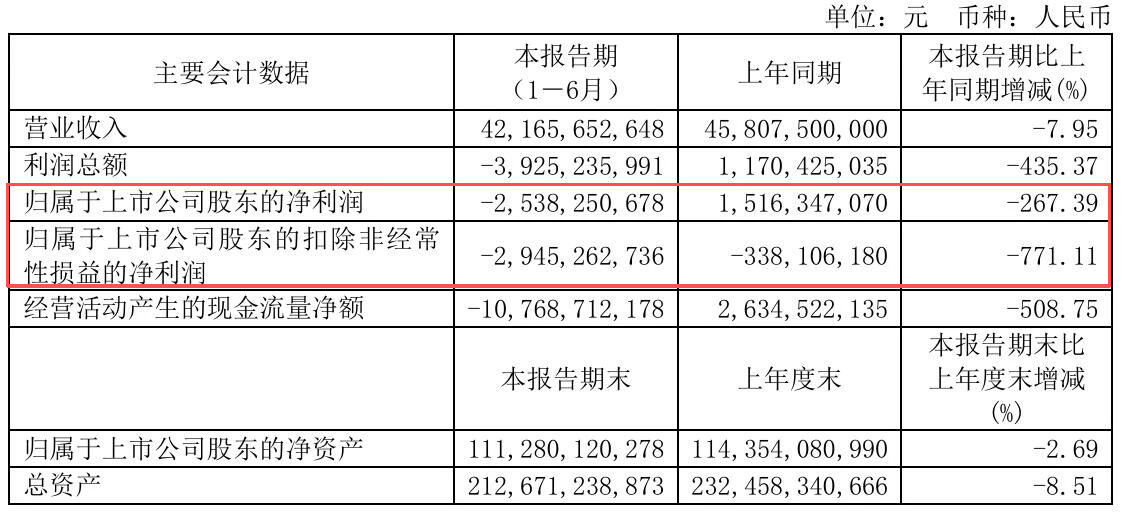 单位：元 币种：人民币
主要会计数据 本报告期（1－6月） 上年同期 本报告期比上年同期增减(%)
营业收入 42,165,652,648 45,807,500,000 -7.95
利润总额 -3,925,235,991 1,170,425,035 -435.37
归属于上市公司股东的净利润 -2,538,250,678 1,516,347,070 -267.39
归属于上市公司股东的扣除非经常性损益的净利润 -2,945,262,736 -338,106,180 -771.11
经营活动产生的现金流量净额 -10,768,712,178 2,634,522,135 -508.75
本报告期末 上年度末 本报告期末比上年度末增减(%)
归属于上市公司股东的净资产 111,280,120,278 114,354,080,990 -2.69
总资产 212,671,238,873 232,458,340,666 -8.51